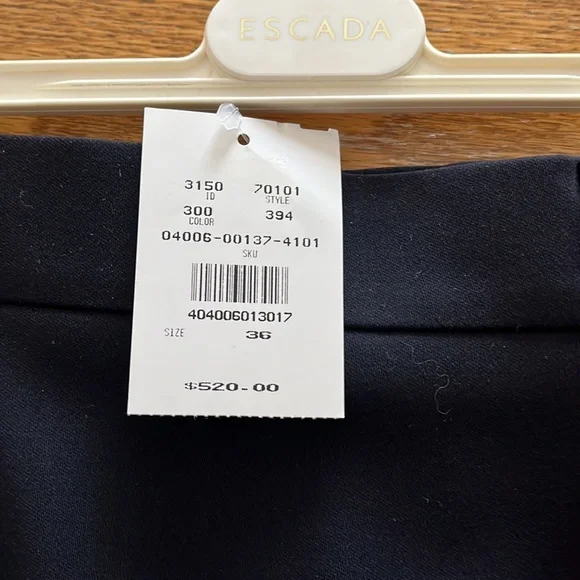 ESCADA
3150 70101
ID STYLE
300 394
COLOR
04006-00137-4101
SKU
404006013017
SIZE 36
$520.00